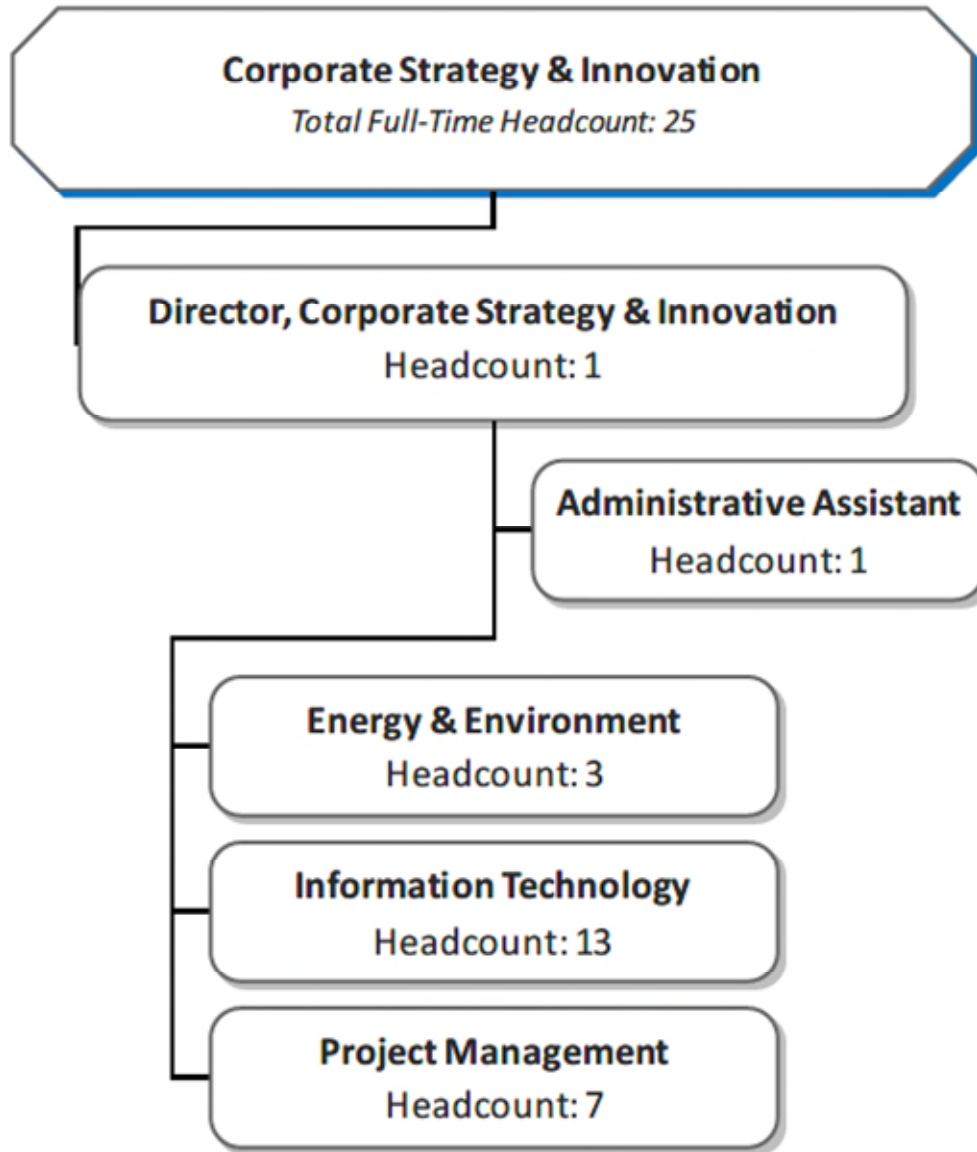 Corporate Strategy & Innovation
Total Full-Time Headcount: 25
Director, Corporate Strategy & Innovation
Headcount: 1
Administrative Assistant
Headcount: 1
Energy & Environment
Headcount: 3
Information Technology
Headcount: 13
Project Management
Headcount: 7